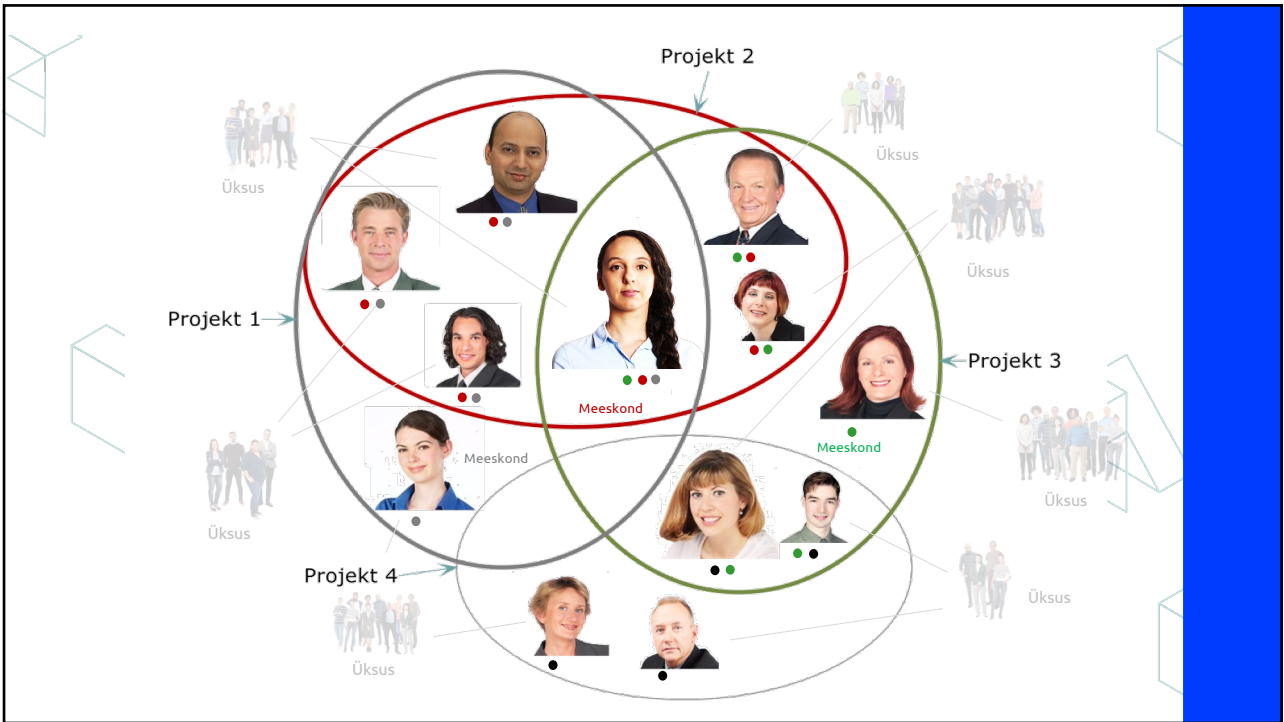 Projekt 2
Üksus
Üksus
Üksus
Projekt 1
Projekt 3
Meeskond
Meeskond
Meeskond
Üksus
Üksus
Projekt 4
Üksus
Üksus